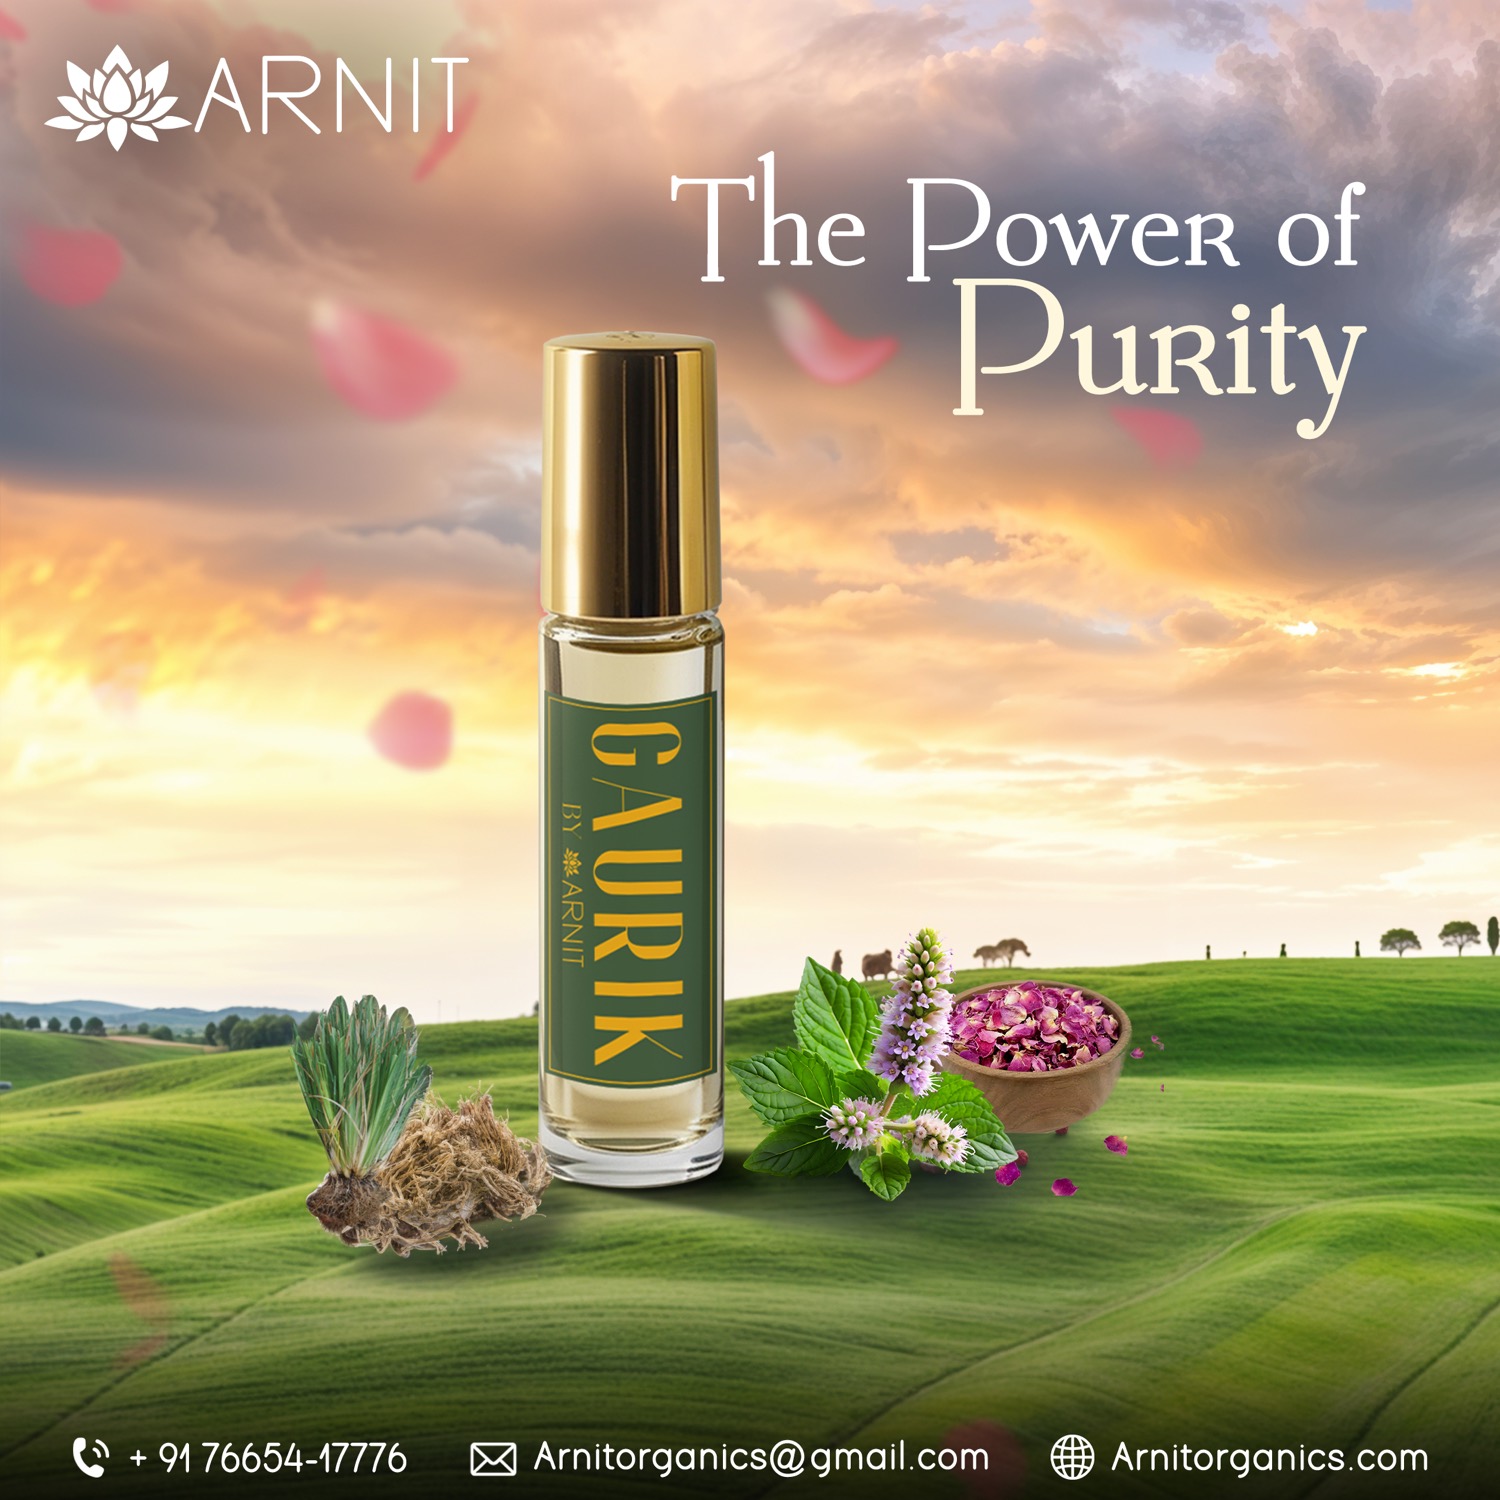 ARNIT
The Power of
Purity
GAURIK
BY ARNIT
+ 91 76654-17776
Arnitorganics@gmail.com
Arnitorganics.com